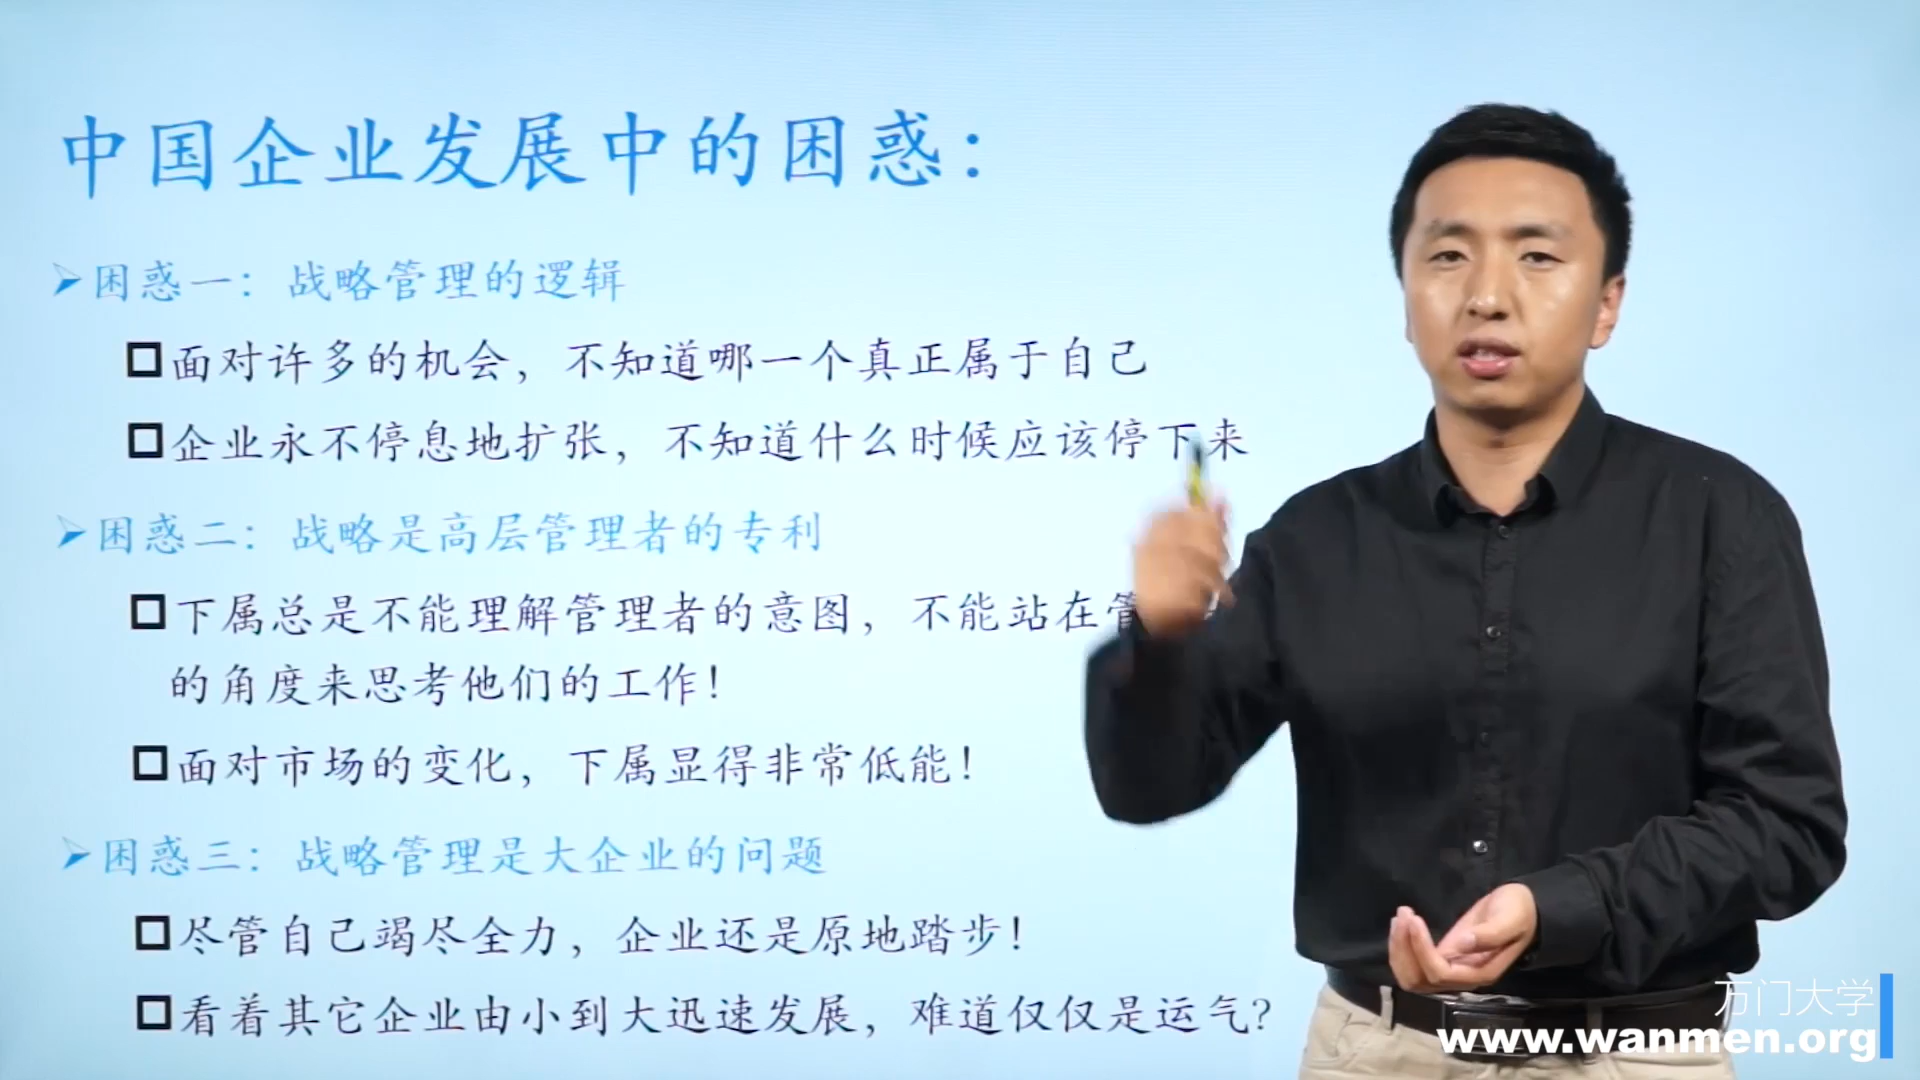 中国企业发展中的困惑：
困惑一：战略管理的逻辑
面对许多的机会，不知道哪一个真正属于自己
企业永不停息地扩张，不知道什么时候应该停下来
困惑二：战略是高层管理者的专利
下属总是不能理解管理者的意图，不能站在管
的角度来思考他们的工作！
面对市场的变化，下属显得非常低能！
困惑三：战略管理是大企业的问题
尽管自己竭尽全力，企业还是原地踏步！
看着其它企业由小到大迅速发展，难道仅仅是运气？
万门大学
www.wanmen.org